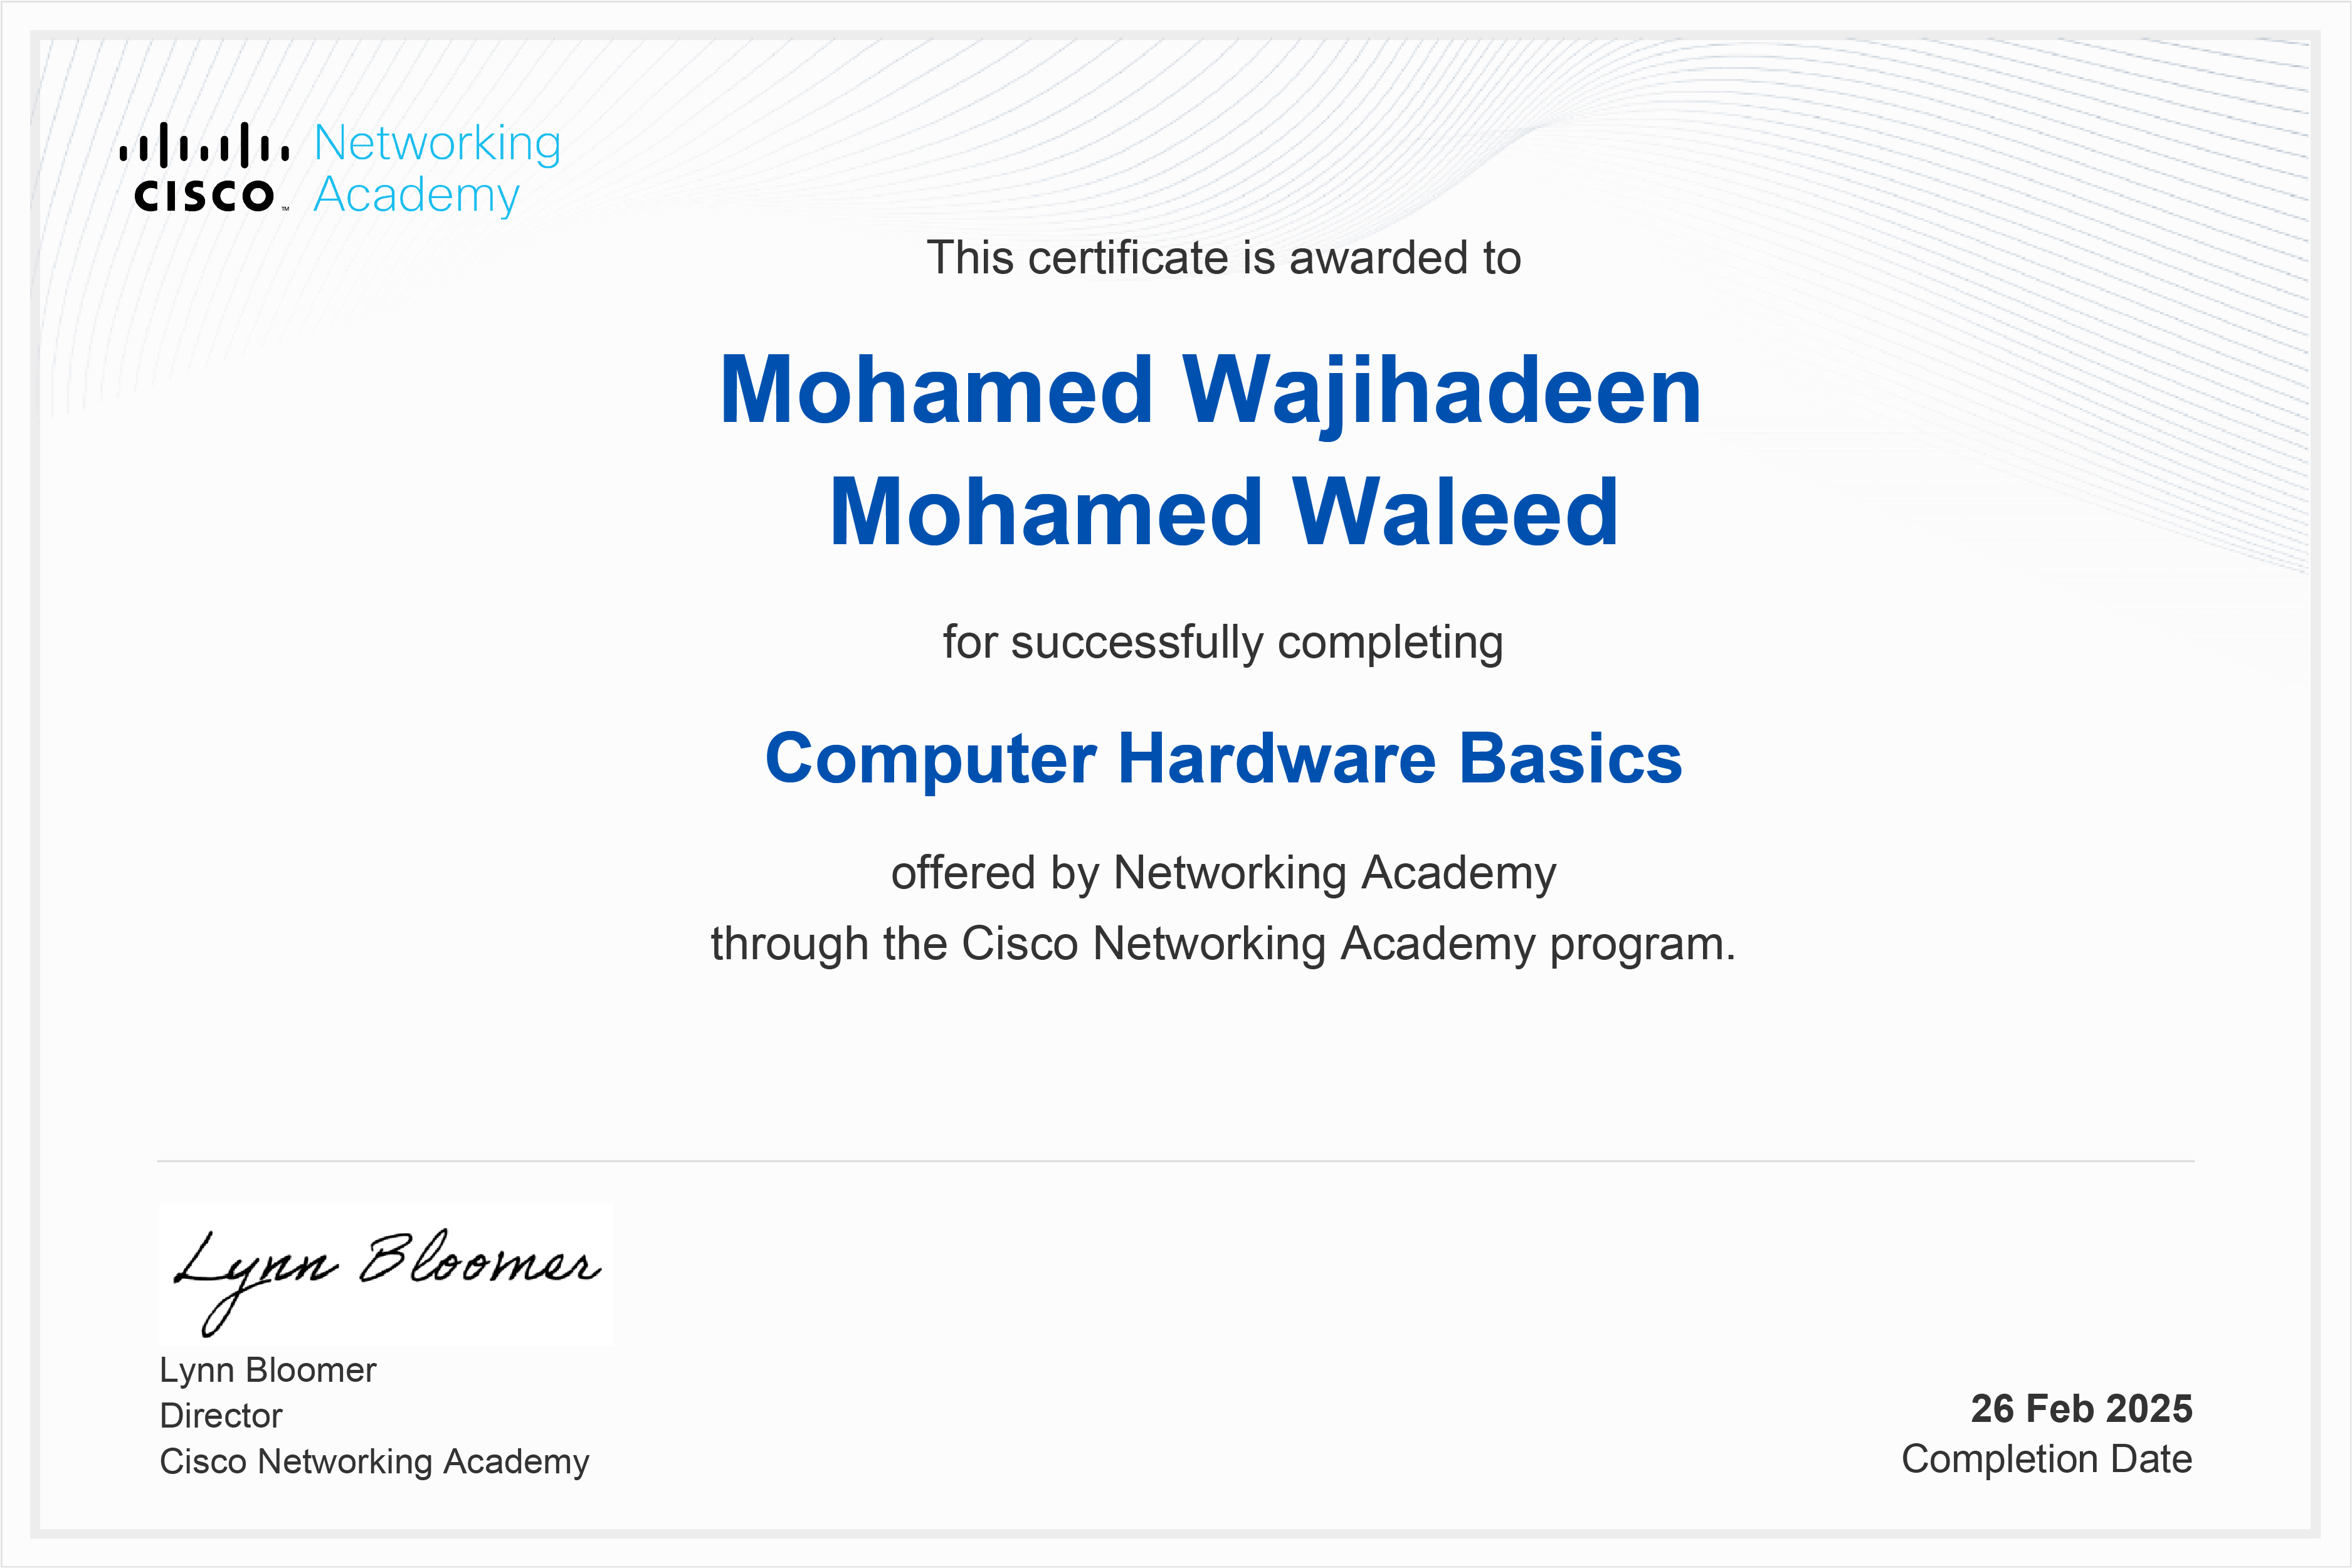 CISCO™
Networking
Academy
This certificate is awarded to
Mohamed Wajihadeen
Mohamed Waleed
for successfully completing
Computer Hardware Basics
offered by Networking Academy
through the Cisco Networking Academy program.
Lynn Bloomer
Lynn Bloomer
Director
Cisco Networking Academy
26 Feb 2025
Completion Date